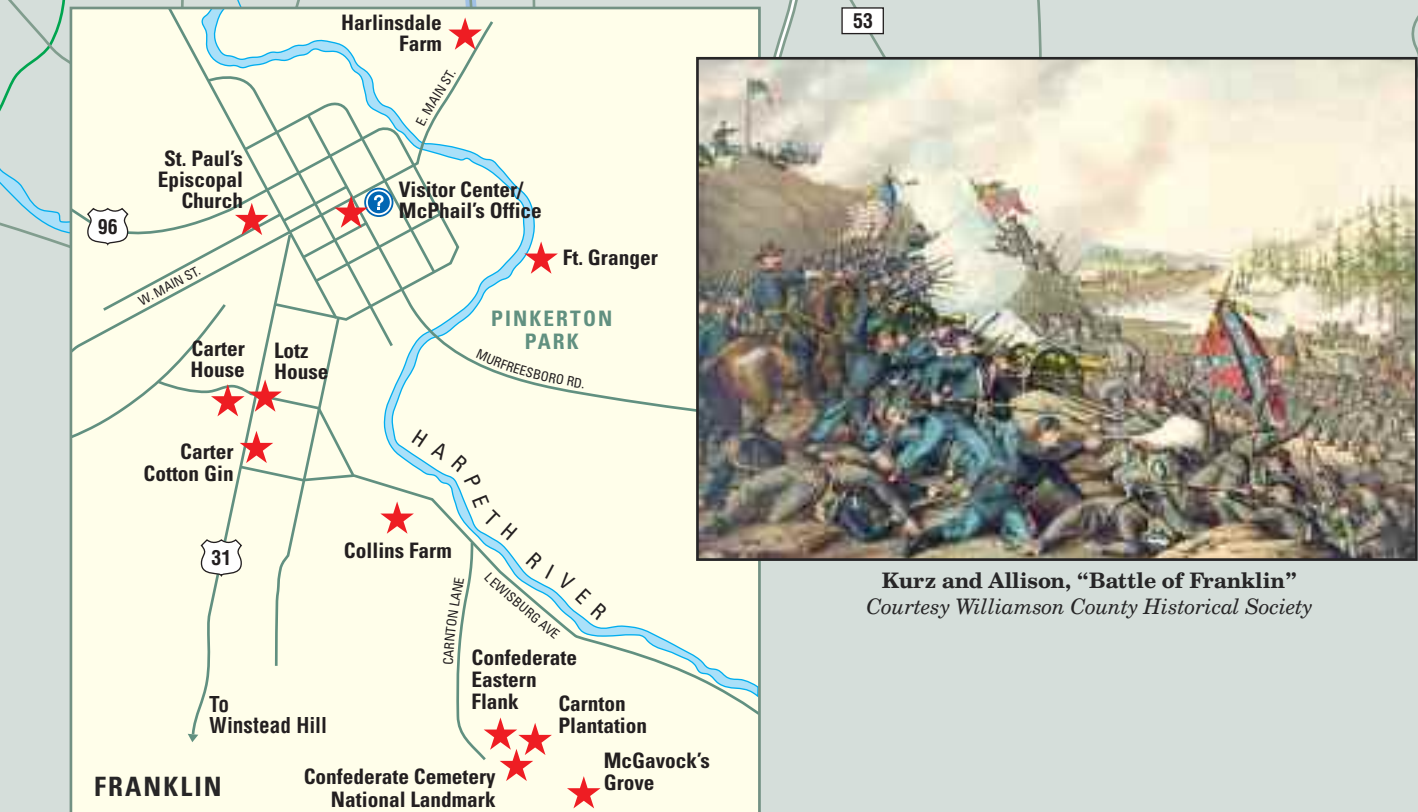 53
Harlinsdale
Farm
E. MAIN ST.
St. Paul's
Episcopal
Church
?
Visitor Center/
McPhail's Office
96
Ft. Granger
W. MAIN ST.
PINKERTON
PARK
MURFREESBORO RD.
Carter
House
Lotz
House
Carter
Cotton Gin
HARPETH RIVER
31
Collins Farm
CARNTON LANE
LEWISBURG AVE
Confederate
Eastern
Flank
Carnton
Plantation
To
Winstead Hill
McGavock's
Grove
Confederate Cemetery
National Landmark
FRANKLIN
Kurz and Allison, “Battle of Franklin”
Courtesy Williamson County Historical Society